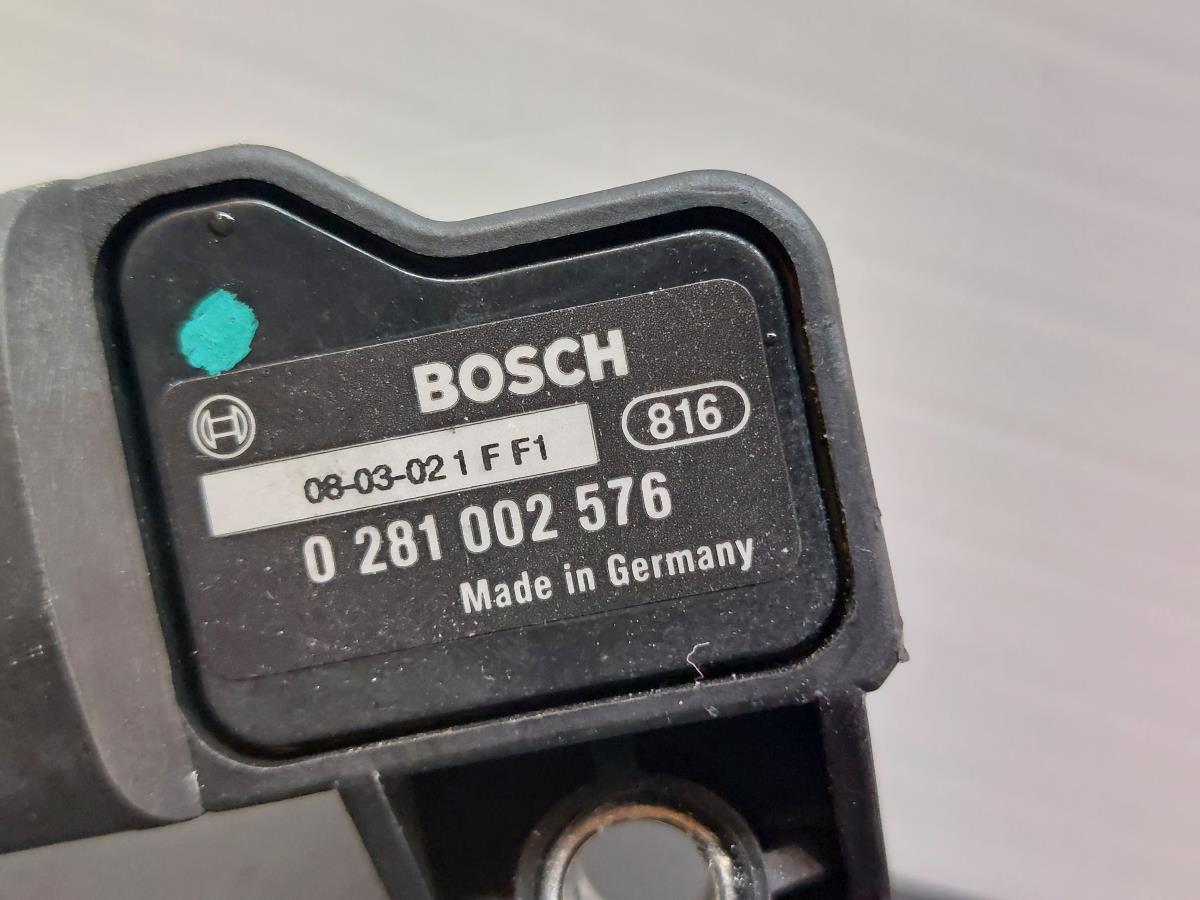 BOSCH
816
08-03-02 1 F F1
0 281 002 576
Made in Germany